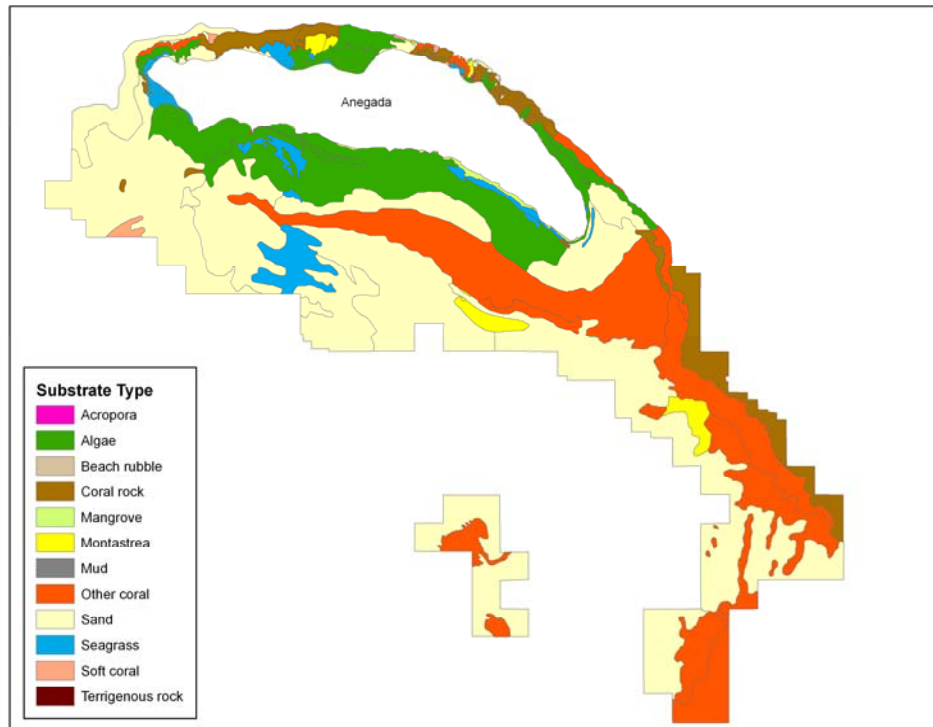 Anegada
Substrate Type
Acropora
Algae
Beach rubble
Coral rock
Mangrove
Montastrea
Mud
Other coral
Sand
Seagrass
Soft coral
Terrigenous rock